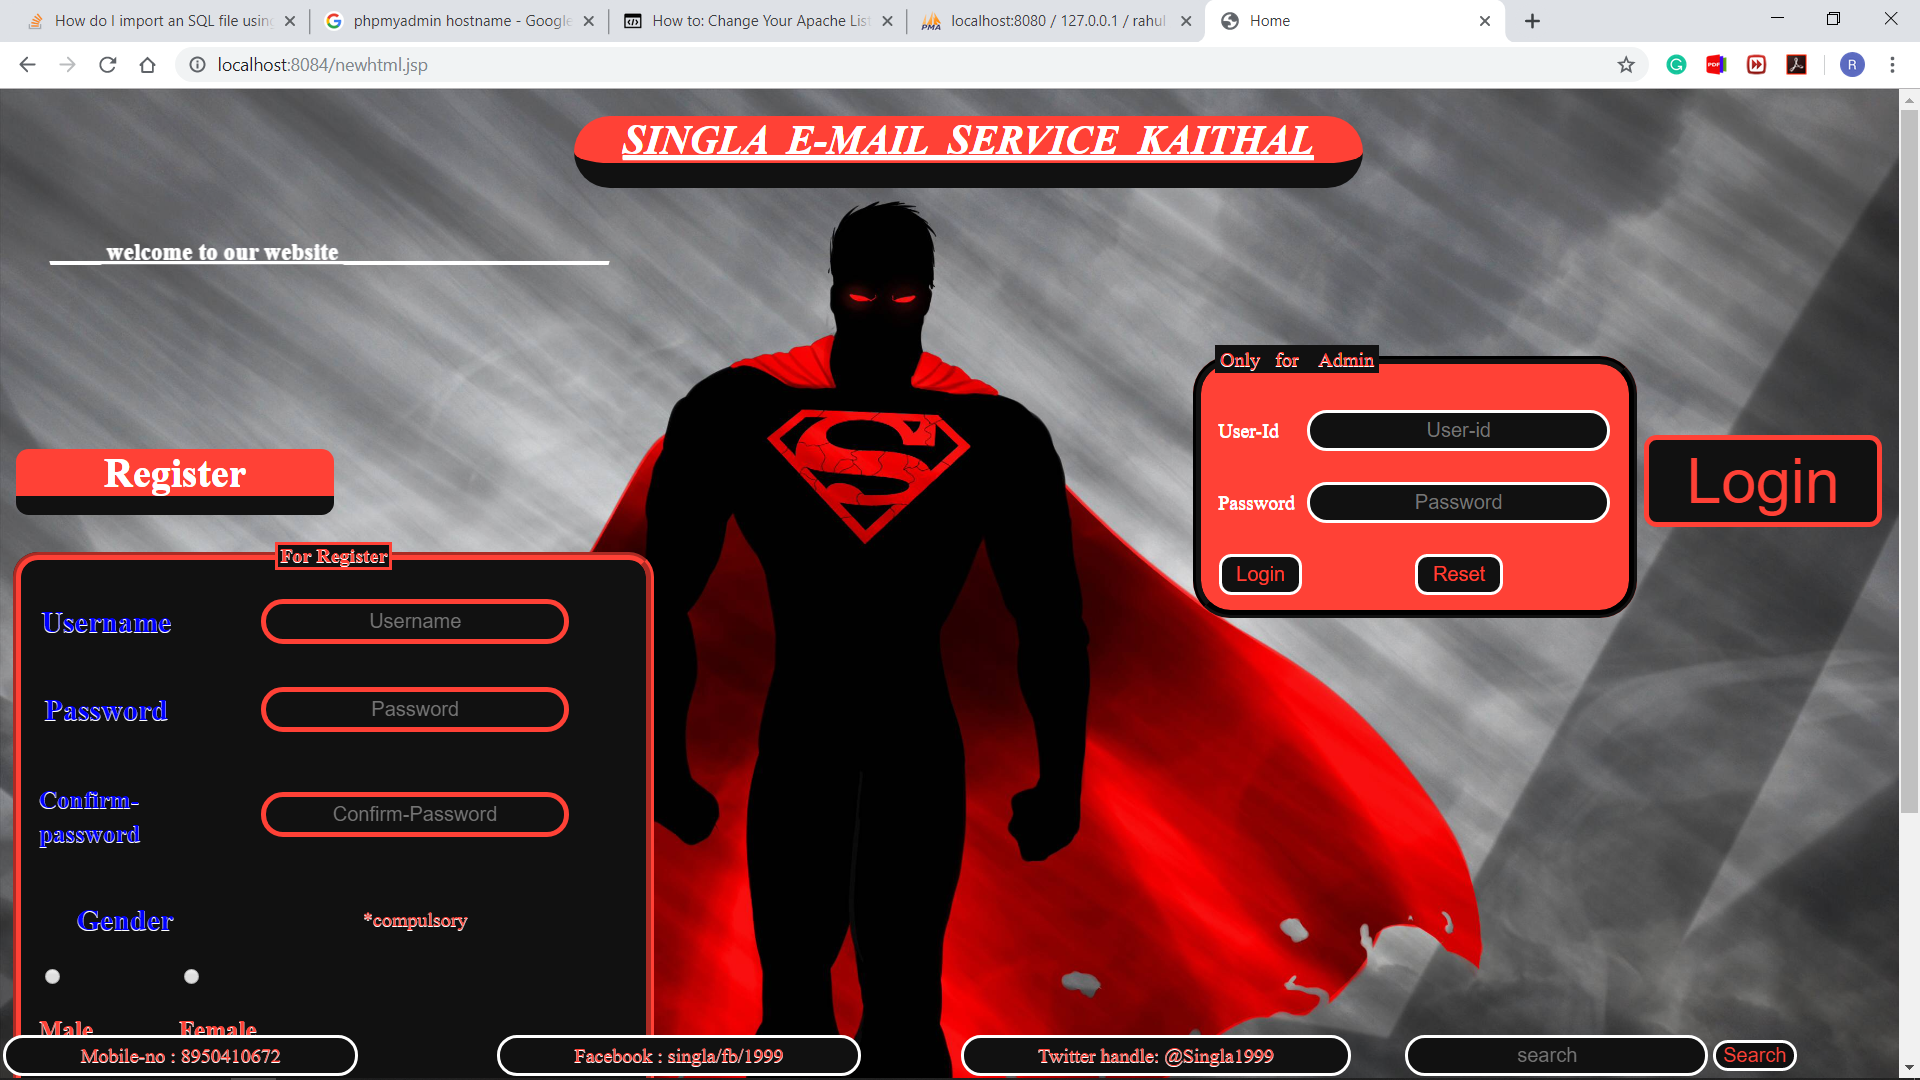 How do I import an SQL file using
phpmyadmin hostname - Google
How to: Change Your Apache List
localhost:8080 / 127.0.0.1 / rahul
Home
localhost:8084/newhtml.jsp
R
SINGLA E-MAIL SERVICE KAITHAL
welcome to our website
Only for Admin
User-Id
User-id
Password
Password
Login
Reset
Login
Register
For Register
Username
Username
Password
Password
Confirm-
password
Confirm-Password
Gender
*compulsory
Male
Female
Mobile-no : 8950410672
Facebook : singla/fb/1999
Twitter handle: @Singla1999
search
Search